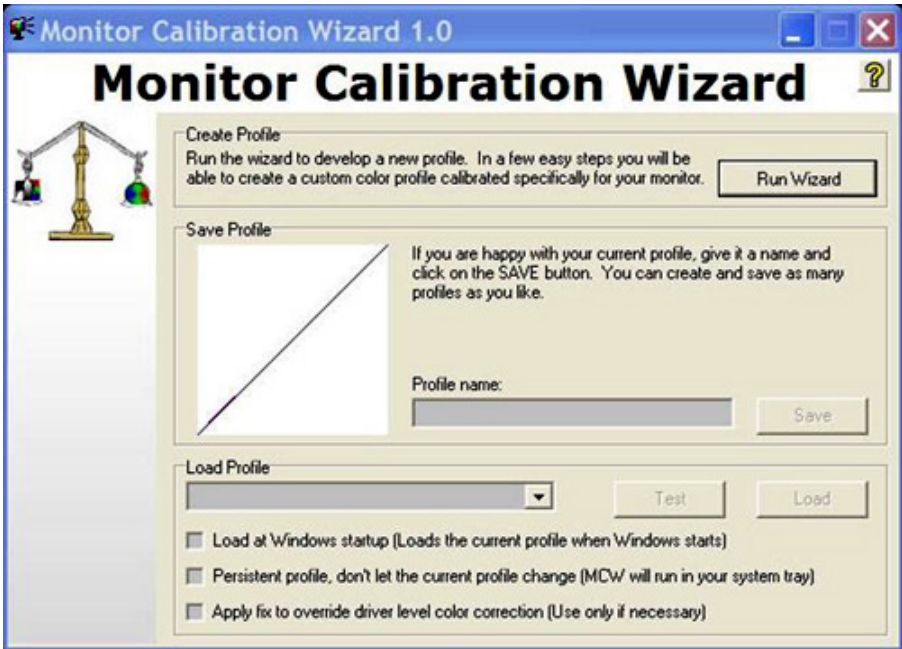 Monitor Calibration Wizard 1.0
Monitor Calibration Wizard
Create Profile
Run the wizard to develop a new profile. In a few easy steps you will be
able to create a custom color profile calibrated specifically for your monitor.
Run Wizard
Save Profile
If you are happy with your current profile, give it a name and
click on the SAVE button. You can create and save as many
profiles as you like.
Profile name:
Save
Load Profile
Test
Load
Load at Windows startup (Loads the current profile when Windows starts)
Persistent profile, don't let the current profile change (MCW will run in your system tray)
Apply fix to override driver level color correction (Use only if necessary)